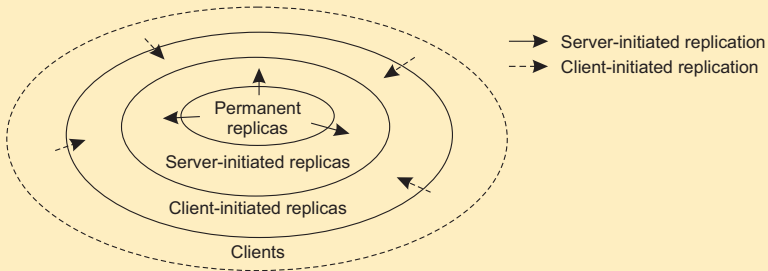 Server-initiated replication
Client-initiated replication
Permanent
replicas
Server-initiated replicas
Client-initiated replicas
Clients